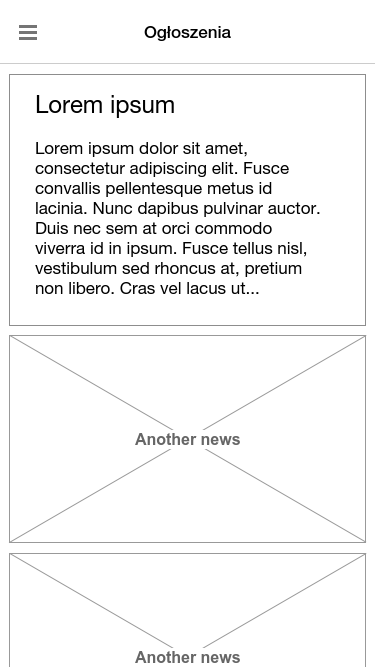 Ogłoszenia
Lorem ipsum
Lorem ipsum dolor sit amet,
consectetur adipiscing elit. Fusce
convallis pellentesque metus id
lacinia. Nunc dapibus pulvinar auctor.
Duis nec sem at orci commodo
viverra id in ipsum. Fusce tellus nisl,
vestibulum sed rhoncus at, pretium
non libero. Cras vel lacus ut...
Another news
Another news